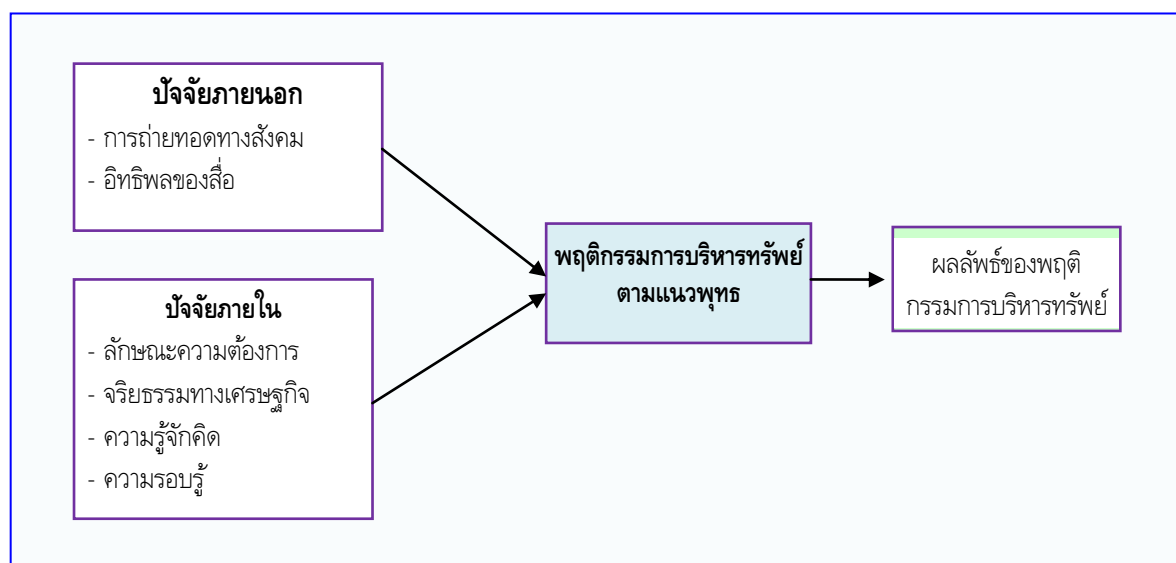 ปัจจัยภายนอก
- การถ่ายทอดทางสังคม
- อิทธิพลของสื่อ
ปัจจัยภายใน
- ลักษณะความต้องการ
- จริยธรรมทางเศรษฐกิจ
- ความรู้จักคิด
- ความรอบรู้
พฤติกรรมการบริหารทรัพย์
ตามแนวพุทธ
ผลลัพธ์ของพฤติ
กรรมการบริหารทรัพย์